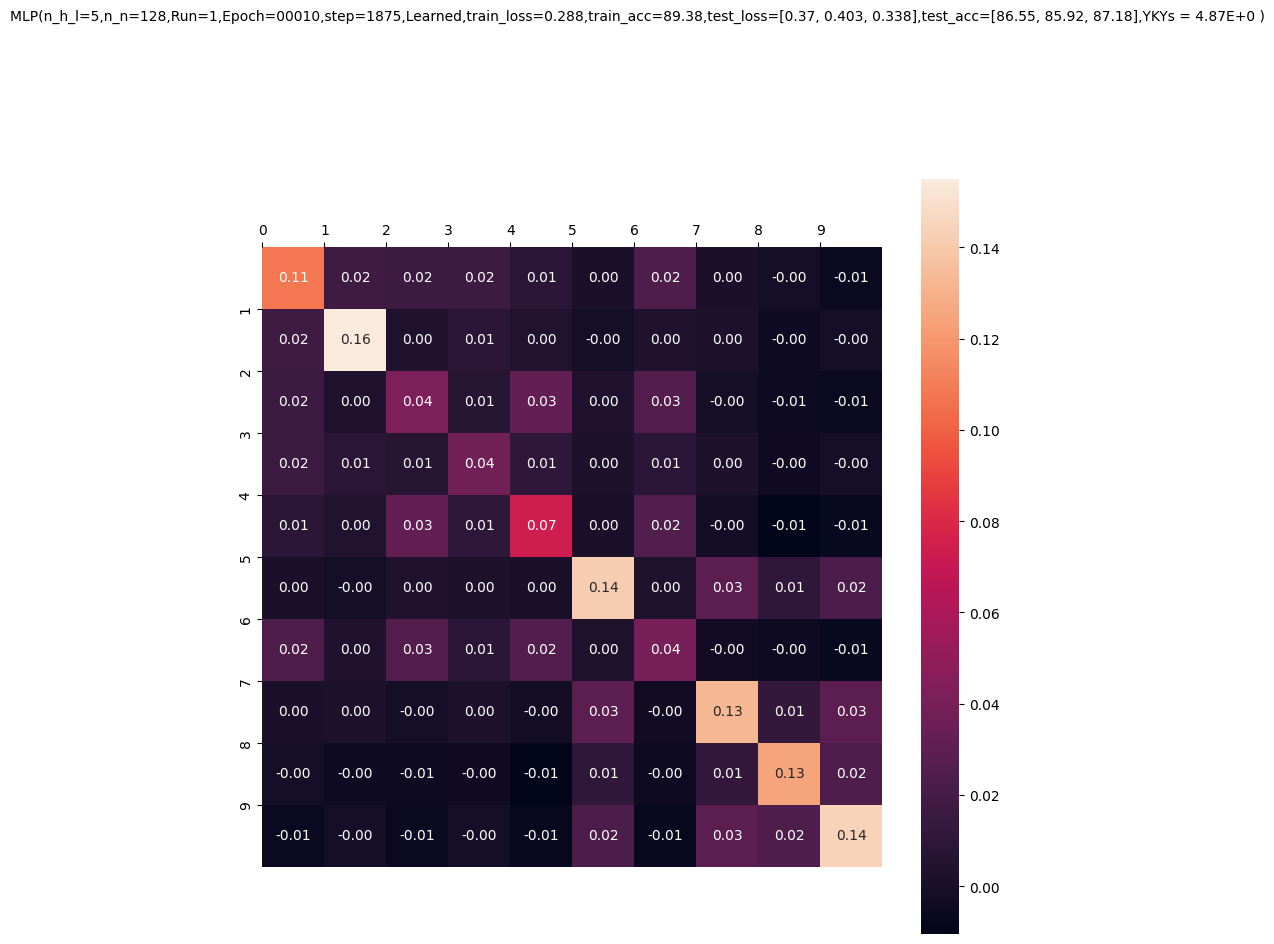 MLP(n_h_l=5,n_n=128,Run=1,Epoch=00010,step=1875,Learned,train_loss=0.288,train_acc=89.38,test_loss=[0.37, 0.403, 0.338],test_acc=[86.55, 85.92, 87.18],YKYs = 4.87E+0 )
0 1 2 3 4 5 6 7 8 9
0.11 0.02 0.02 0.02 0.01 0.00 0.02 0.00 -0.00 -0.01
1
0.02 0.16 0.00 0.01 0.00 -0.00 0.00 0.00 -0.00 -0.00
2
0.02 0.00 0.04 0.01 0.03 0.00 0.03 -0.00 -0.01 -0.01
3
0.02 0.01 0.01 0.04 0.01 0.00 0.01 0.00 -0.00 -0.00
4
0.01 0.00 0.03 0.01 0.07 0.00 0.02 -0.00 -0.01 -0.01
5
0.00 -0.00 0.00 0.00 0.00 0.14 0.00 0.03 0.01 0.02
6
0.02 0.00 0.03 0.01 0.02 0.00 0.04 -0.00 -0.00 -0.01
7
0.00 0.00 -0.00 0.00 -0.00 0.03 -0.00 0.13 0.01 0.03
8
-0.00 -0.00 -0.01 -0.00 -0.01 0.01 -0.00 0.01 0.13 0.02
9
-0.01 -0.00 -0.01 -0.00 -0.01 0.02 -0.01 0.03 0.02 0.14
0.14
0.12
0.10
0.08
0.06
0.04
0.02
0.00